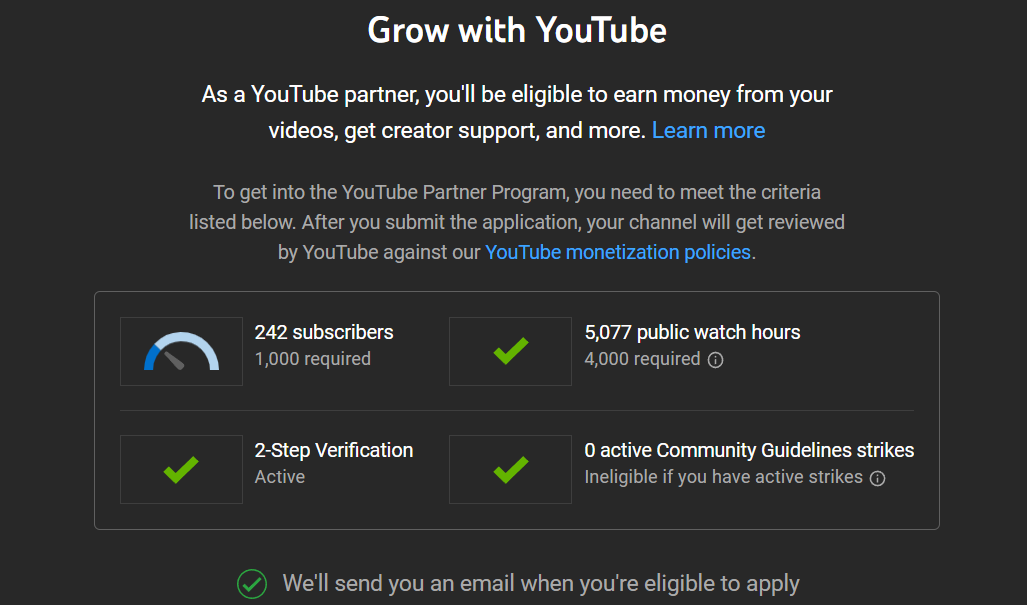 Grow with YouTube
As a YouTube partner, you'll be eligible to earn money from your
videos, get creator support, and more. Learn more
To get into the YouTube Partner Program, you need to meet the criteria
listed below. After you submit the application, your channel will get reviewed
by YouTube against our YouTube monetization policies.
242 subscribers
1,000 required
5,077 public watch hours
4,000 required
2-Step Verification
Active
0 active Community Guidelines strikes
Ineligible if you have active strikes
We'll send you an email when you're eligible to apply